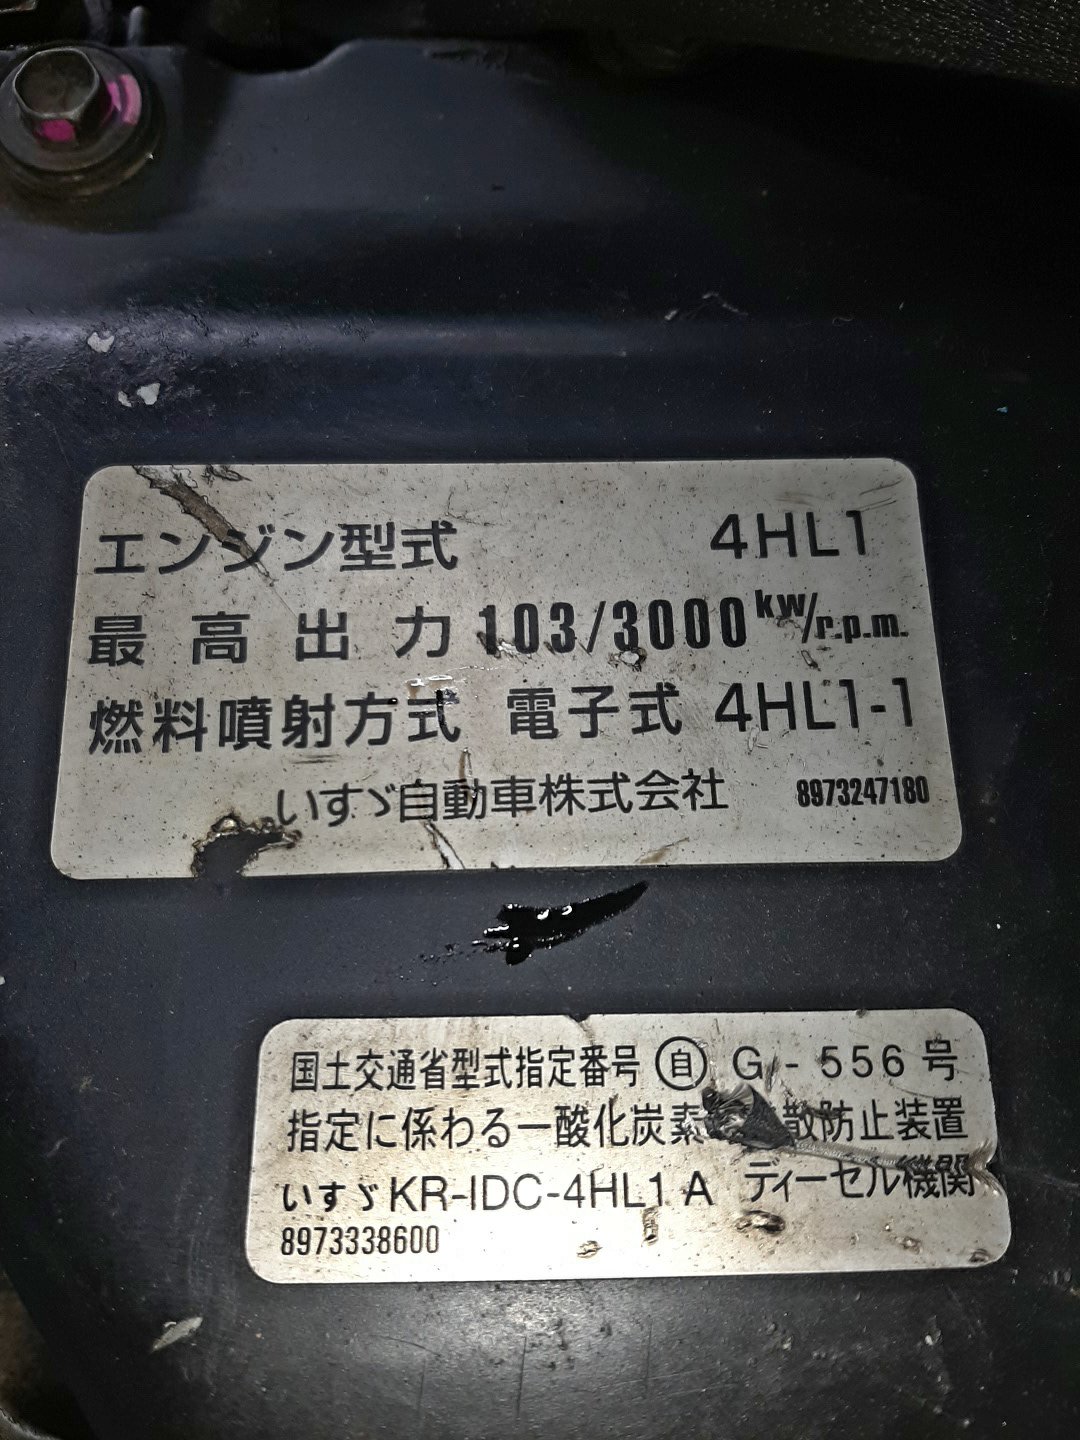 エンジン型式 4HL1
最高出力 103/3000 kw/r.p.m.
燃料噴射方式 電子式 4HL1-1
いすゞ自動車株式会社 8973247180
国土交通省型式指定番号 自 G-556号
指定に係わる一酸化炭素 散防止装置
いすゞ KR-IDC-4HL1 A ディーゼル機関
8973338600